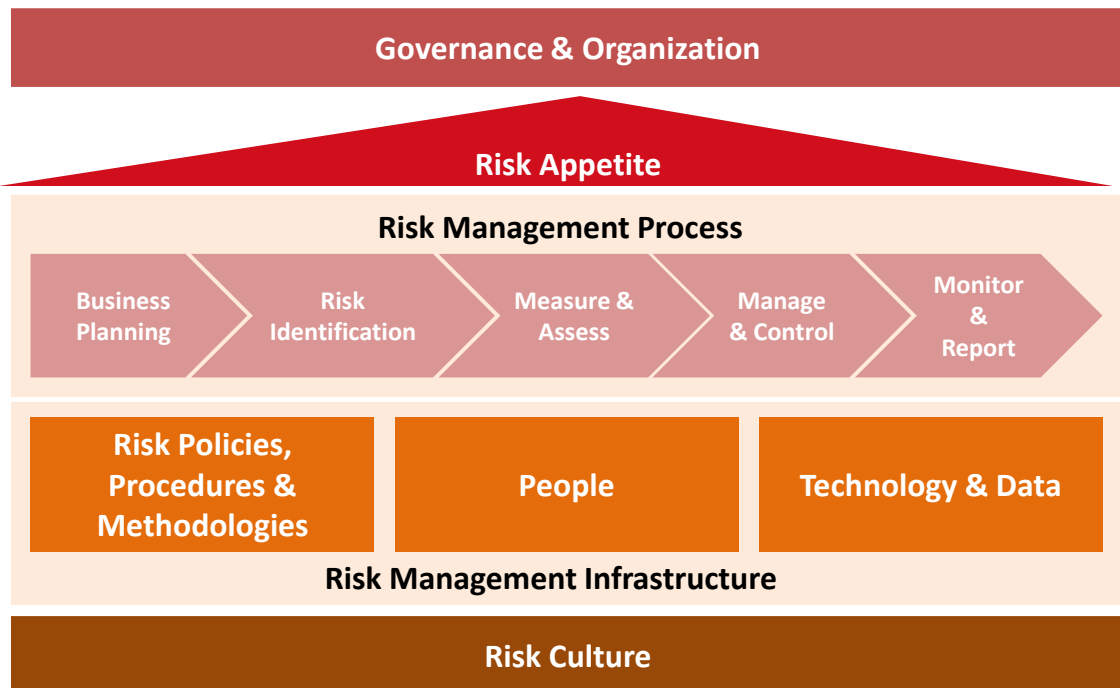 Governance & Organization
Risk Appetite
Risk Management Process
Business
Planning
Risk
Identification
Measure &
Assess
Manage
& Control
Monitor
&
Report
Risk Policies,
Procedures &
Methodologies
People
Technology & Data
Risk Management Infrastructure
Risk Culture